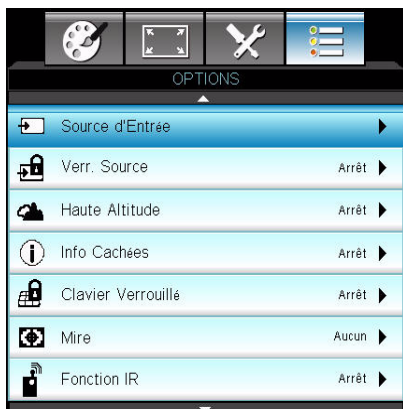 OPTIONS
Source d'Entrée
Verr. Source Arrêt
Haute Altitude Arrêt
Info Cachées Arrêt
Clavier Verrouillé Arrêt
Mire Aucun
Fonction IR Arrêt